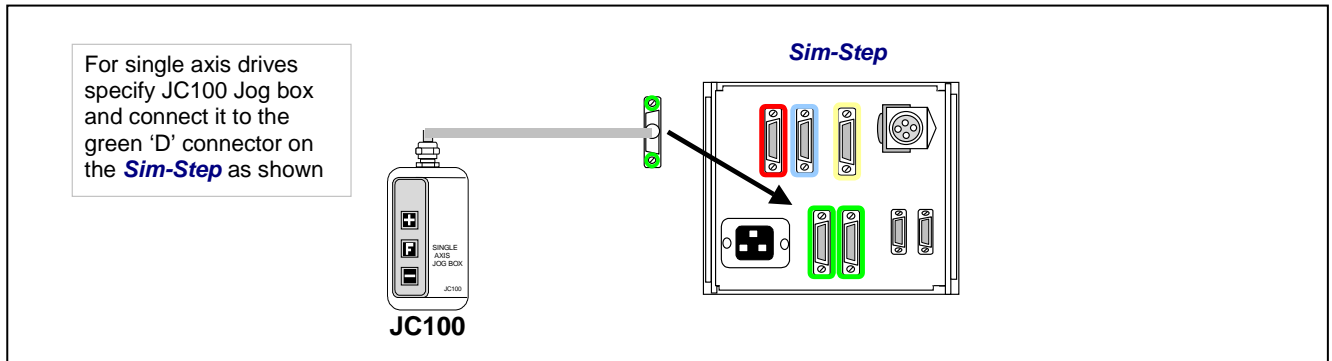 For single axis drives
specify JC100 Jog box
and connect it to the
green ‘D’ connector on
the Sim-Step as shown
Sim-Step
F
SINGLE
AXIS
JOG BOX
JC100
JC100